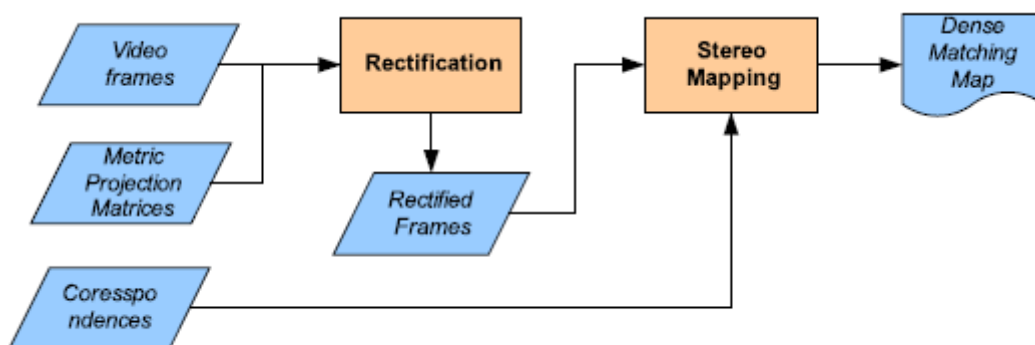 Video
frames
Rectification
Stereo
Mapping
Dense
Matching
Map
Metric
Projection
Matrices
Rectified
Frames
Coresspo
ndences